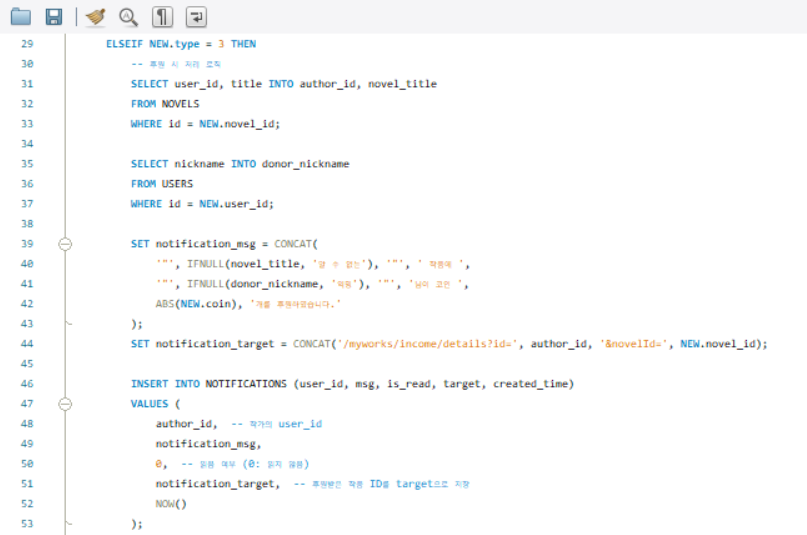 29 ELSEIF NEW.type = 3 THEN
30 -- 후원 시 처리 로직
31 SELECT user_id, title INTO author_id, novel_title
32 FROM NOVELS
33 WHERE id = NEW.novel_id;
34
35 SELECT nickname INTO donor_nickname
36 FROM USERS
37 WHERE id = NEW.user_id;
38
39 SET notification_msg = CONCAT(
40 '"', IFNULL(novel_title, '알 수 없는'), '"', ' 작품에 ',
41 '"', IFNULL(donor_nickname, '독자'), '"', '님이 코인 ',
42 ABS(NEW.coin), '개를 후원하였습니다.'
43 );
44 SET notification_target = CONCAT('/myworks/income/details?id=', author_id, '&novelId=', NEW.novel_id);
45
46 INSERT INTO NOTIFICATIONS (user_id, msg, is_read, target, created_time)
47 VALUES (
48 author_id, -- 작가의 user_id
49 notification_msg,
50 0, -- 읽음 여부 (0: 읽지 않음)
51 notification_target, -- 후원받은 작품 ID를 target으로 저장
52 NOW()
53 );